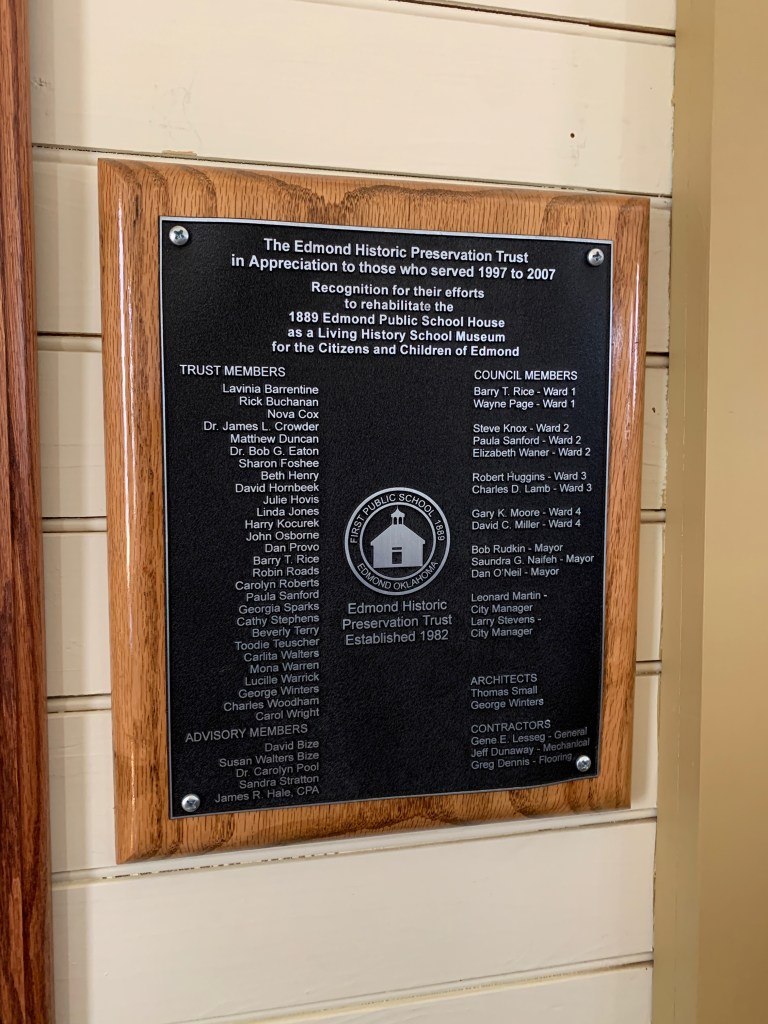 The Edmond Historic Preservation Trust
in Appreciation to those who served 1997 to 2007
Recognition for their efforts
to rehabilitate the
1889 Edmond Public School House
as a Living History School Museum
for the Citizens and Children of Edmond
TRUST MEMBERS
Lavinia Barrentine
Rick Buchanan
Nova Cox
Dr. James L. Crowder
Matthew Duncan
Dr. Bob G. Eaton
Sharon Foshee
Beth Henry
David Hornbeek
Julie Hovis
Linda Jones
Harry Kocurek
John Osborne
Dan Provo
Barry T. Rice
Robin Roads
Carolyn Roberts
Paula Sanford
Georgia Sparks
Cathy Stephens
Beverly Terry
Toodie Teuscher
Carlita Walters
Mona Warren
Lucille Warrick
George Winters
Charles Woodham
Carol Wright
ADVISORY MEMBERS
David Bize
Susan Walters Bize
Dr. Carolyn Pool
Sandra Stratton
James R. Hale, CPA
FIRST PUBLIC SCHOOL 1889
EDMOND OKLAHOMA
Edmond Historic
Preservation Trust
Established 1982
COUNCIL MEMBERS
Barry T. Rice - Ward 1
Wayne Page - Ward 1
Steve Knox - Ward 2
Paula Sanford - Ward 2
Elizabeth Waner - Ward 2
Robert Huggins - Ward 3
Charles D. Lamb - Ward 3
Gary K. Moore - Ward 4
David C. Miller - Ward 4
Bob Rudkin - Mayor
Saundra G. Naifeh - Mayor
Dan O'Neil - Mayor
Leonard Martin -
City Manager
Larry Stevens -
City Manager
ARCHITECTS
Thomas Small
George Winters
CONTRACTORS
Gene E. Lesseg - General
Jeff Dunaway - Mechanical
Greg Dennis - Flooring